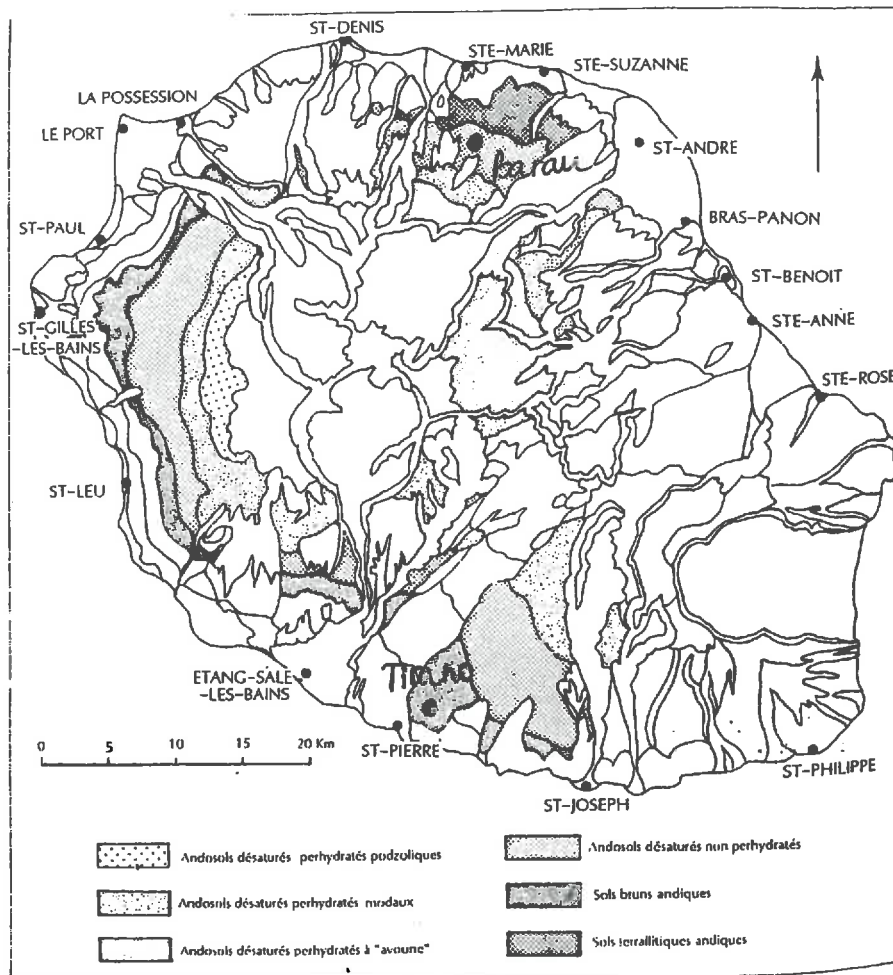 ST-DENIS
STE-MARIE
STE-SUZANNE
LA POSSESSION
LE PORT
ST-ANDRE
Barau
BRAS-PANON
ST-PAUL
ST-BENOIT
ST-GILLES
-LES-BAINS
STE-ANNE
STE-ROSE
ST-LEU
ETANG-SALE
-LES-BAINS
0 5 10 15 20 Km
ST-PIERRE
ST-PHILIPPE
ST-JOSEPH
Andosols désaturés perhydratés podzoliques
Andosols désaturés perhydratés modaux
Andosols désaturés perhydratés à "avoune"
Andosols désaturés non perhydratés
Sols bruns andiques
Sols ferrallitiques andiques